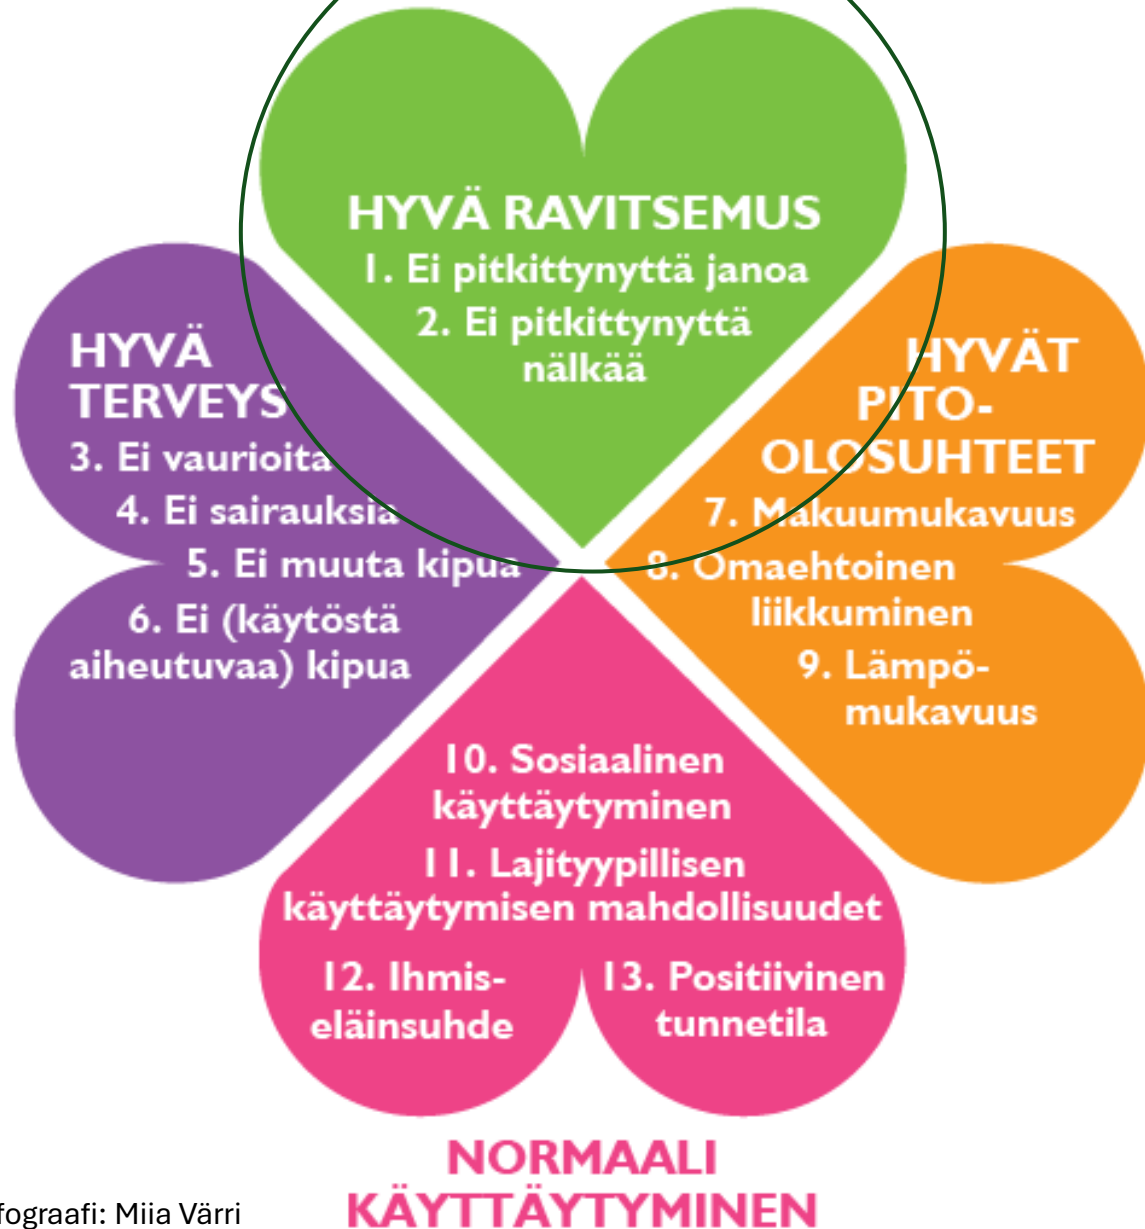 HYVÄ RAVITSEMUS
1. Ei pitkittynyttä janoa
2. Ei pitkittynyttä
nälkää
HYVÄ
TERVEYS
3. Ei vaurioita
4. Ei sairauksia
5. Ei muuta kipua
6. Ei (käytöstä
aiheutuvaa) kipua
HYVÄT
PITO-
OLOSUHTEET
7. Makuumukavuus
8. Omaehtoinen
liikkuminen
9. Lämpö-
mukavuus
10. Sosiaalinen
käyttäytyminen
11. Lajityypillisen
käyttäytymisen mahdollisuudet
12. Ihmis-
eläinsuhde
13. Positiivinen
tunnetila
NORMAALI
KÄYTTÄYTYMINEN
fograafi: Miia Värri